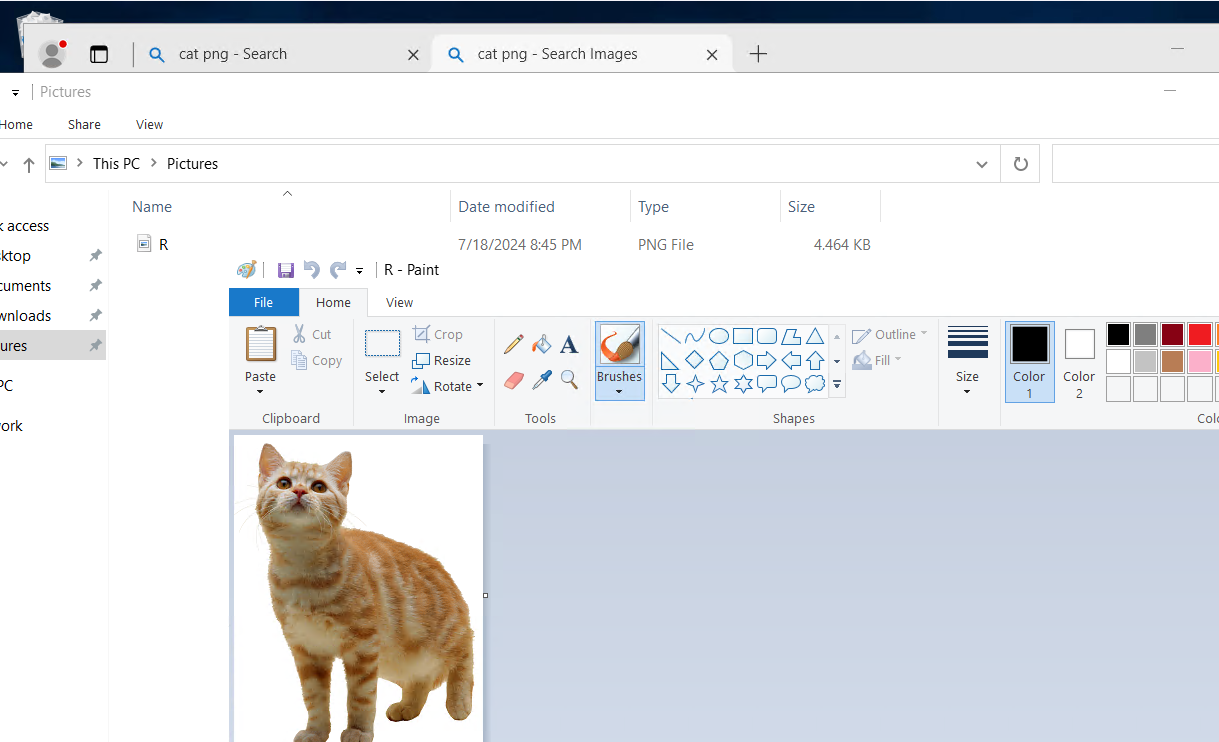 cat png - Search
cat png - Search Images
Pictures
Home Share View
This PC Pictures
Name Date modified Type Size
k access
R 7/18/2024 8:45 PM PNG File 4.464 KB
ktop
cuments
wnloads
ures
PC
ork
R - Paint
File Home View
Paste
Cut
Copy
Clipboard
Select
Crop
Resize
Rotate
Image
A
Tools
Brushes
Shapes
Outline
Fill
Size
Color 1
Color 2
Colo